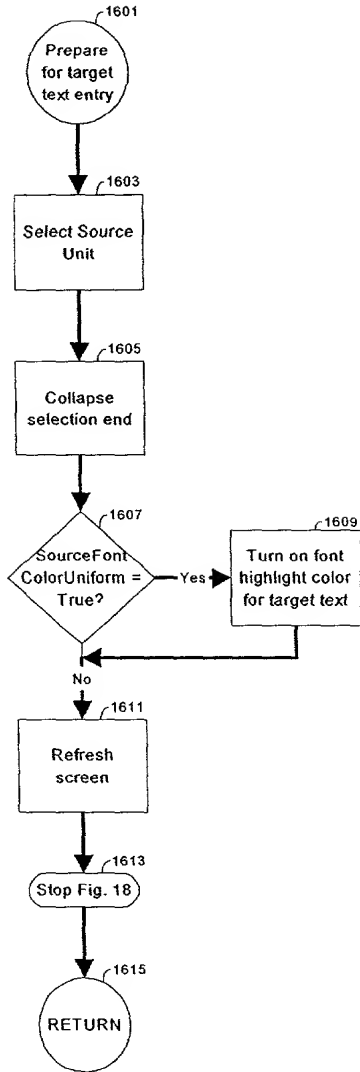 1601
Prepare
for target
text entry
1603
Select Source
Unit
1605
Collapse
selection end
1607
SourceFont
ColorUniform =
True?
Yes
1609
Turn on font
highlight color
for target text
No
1611
Refresh
screen
1613
Stop Fig. 18
1615
RETURN